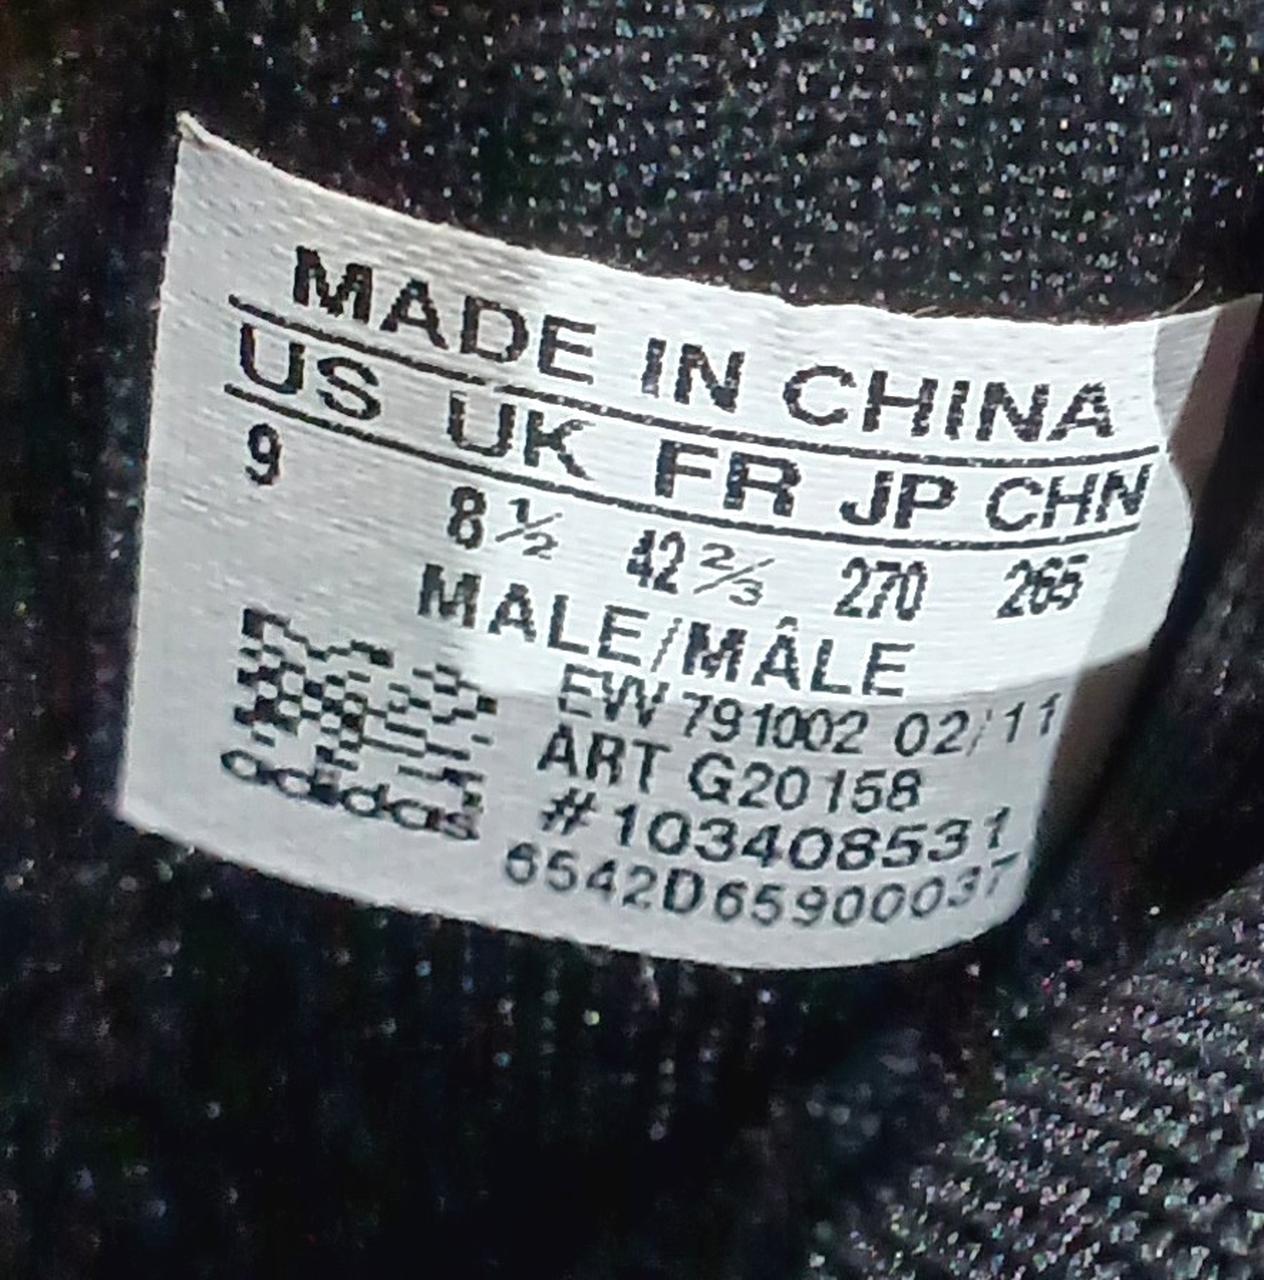 MADE IN CHINA
US UK FR JP CHN
9 8½ 42⅔ 270 265
MALE/MÂLE
EVV 791002 02/11
ART G20158
adidas #103408531
6542D65900037